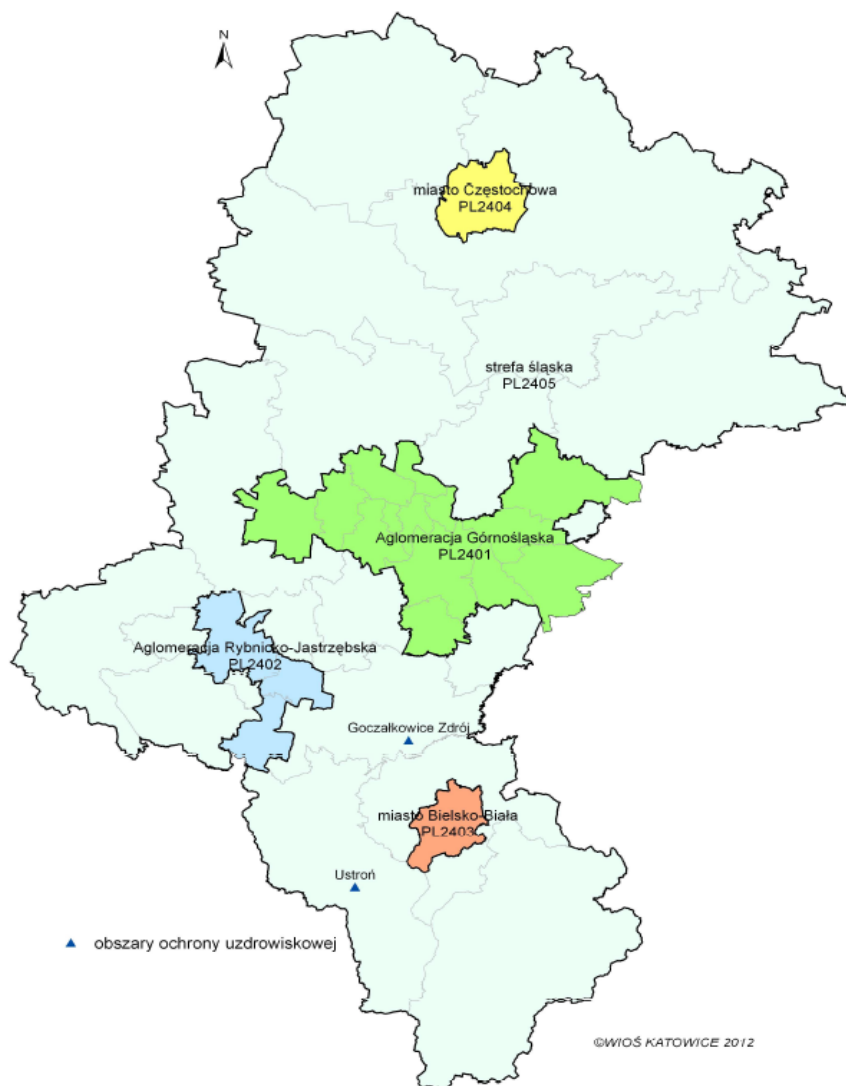 N
miasto Częstochowa
PL2404
strefa śląska
PL2405
Aglomeracja Górnośląska
PL2401
Aglomeracja Rybnicko-Jastrzębska
PL2402
Goczałkowice Zdrój
miasto Bielsko-Biała
PL2403
Ustroń
obszary ochrony uzdrowiskowej
©WIOŚ KATOWICE 2012